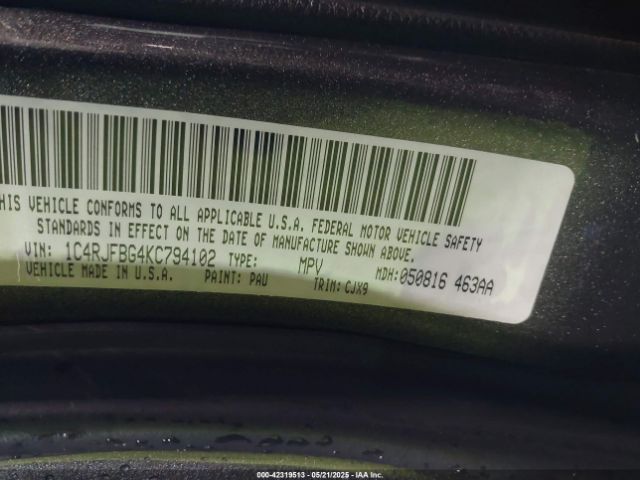 HIS VEHICLE CONFORMS TO ALL APPLICABLE U.S.A. FEDERAL MOTOR VEHICLE SAFETY
STANDARDS IN EFFECT ON THE DATE OF MANUFACTURE SHOWN ABOVE.
VIN: 1C4RJFBG4KC794102 TYPE: MPV MDH:050816 463AA
VEHICLE MADE IN U.S.A. PAINT: PAU TRIM: CJX9
000-42319513 - 05/21/2025 - IAA Inc.